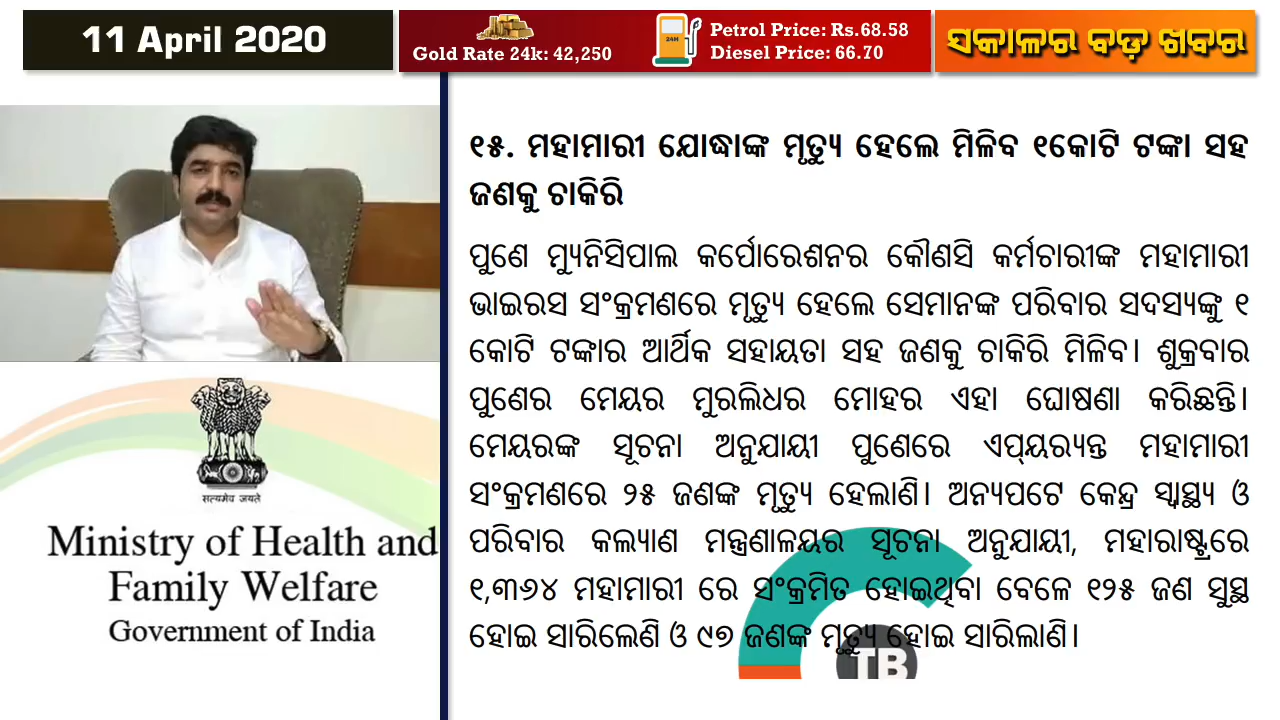 11 April 2020
Gold Rate 24k: 42,250
24H
Petrol Price: Rs.68.58
Diesel Price: 66.70
ସକାଳର ବଡ଼ ଖବର
୧୫. ମହାମାରୀ ଯୋଦ୍ଧାଙ୍କ ମୃତ୍ୟୁ ହେଲେ ମିଳିବ ୧କୋଟି ଟଙ୍କା ସହ
ଜଣକୁ ଚାକିରି
ପୁଣେ ମ୍ୟୁନିସିପାଲ କର୍ପୋରେଶନର କୌଣସି କର୍ମଚାରୀଙ୍କ ମହାମାରୀ
ଭାଇରସ ସଂକ୍ରମଣରେ ମୃତ୍ୟୁ ହେଲେ ସେମାନଙ୍କ ପରିବାର ସଦସ୍ୟଙ୍କୁ ୧
କୋଟି ଟଙ୍କାର ଆର୍ଥିକ ସହାୟତା ସହ ଜଣକୁ ଚାକିରି ମିଳିବ। ଶୁକ୍ରବାର
ପୁଣେର ମେୟର ମୁରଲିଧର ମୋହର ଏହା ଘୋଷଣା କରିଛନ୍ତି।
ମେୟରଙ୍କ ସୂଚନା ଅନୁଯାୟୀ ପୁଣେରେ ଏପ୍ୟର୍ୟନ୍ତ ମହାମାରୀ
ସଂକ୍ରମଣରେ ୨୫ ଜଣଙ୍କ ମୃତ୍ୟୁ ହେଲାଣି। ଅନ୍ୟପଟେ କେନ୍ଦ୍ର ସ୍ୱାସ୍ଥ୍ୟ ଓ
ପରିବାର କଲ୍ୟାଣ ମନ୍ତ୍ରଣାଳୟର ସୂଚନା ଅନୁଯାୟୀ, ମହାରାଷ୍ଟ୍ରରେ
୧,୩୬୪ ମହାମାରୀ ରେ ସଂକ୍ରମିତ ହୋଇଥିବା ବେଳେ ୧୨୫ ଜଣ ସୁସ୍ଥ
ହୋଇ ସାରିଲେଣି ଓ ୯୭ ଜଣଙ୍କ ମୃତ୍ୟୁ ହୋଇ ସାରିଲାଣି।
TB
सत्यमेव जयते
Ministry of Health and
Family Welfare
Government of India